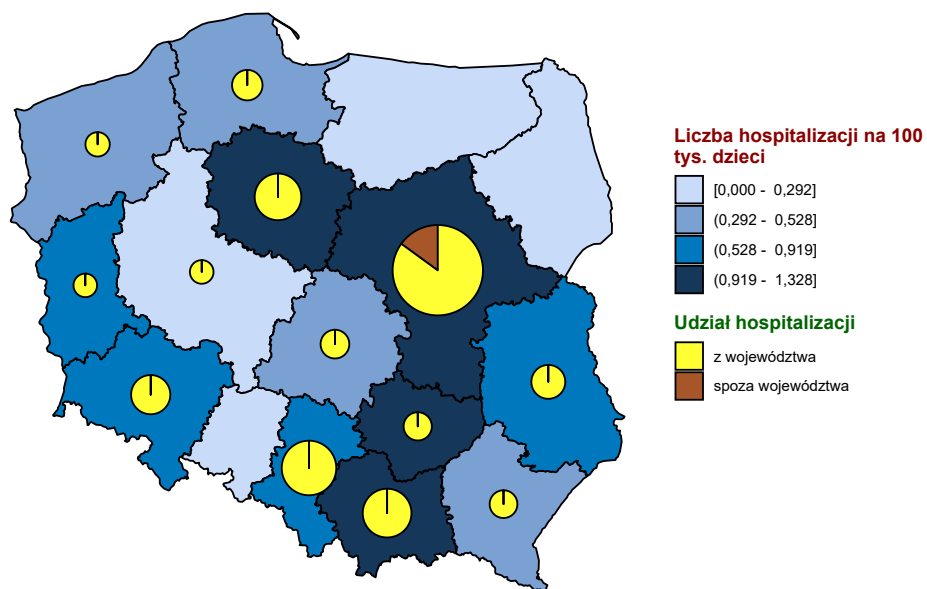 Liczba hospitalizacji na 100
tys. dzieci
[0,000 - 0,292]
(0,292 - 0,528]
(0,528 - 0,919]
(0,919 - 1,328]
Udział hospitalizacji
z województwa
spoza województwa